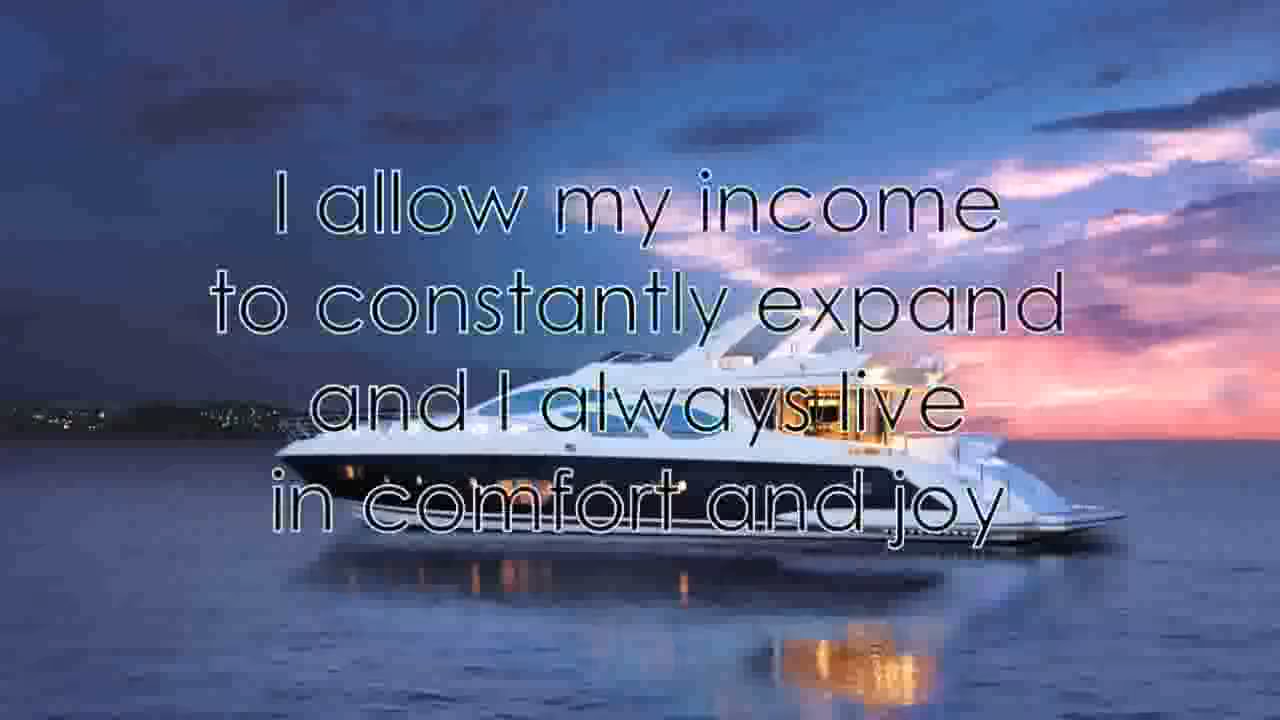 I allow my income
to constantly expand
and I always live
in comfort and joy